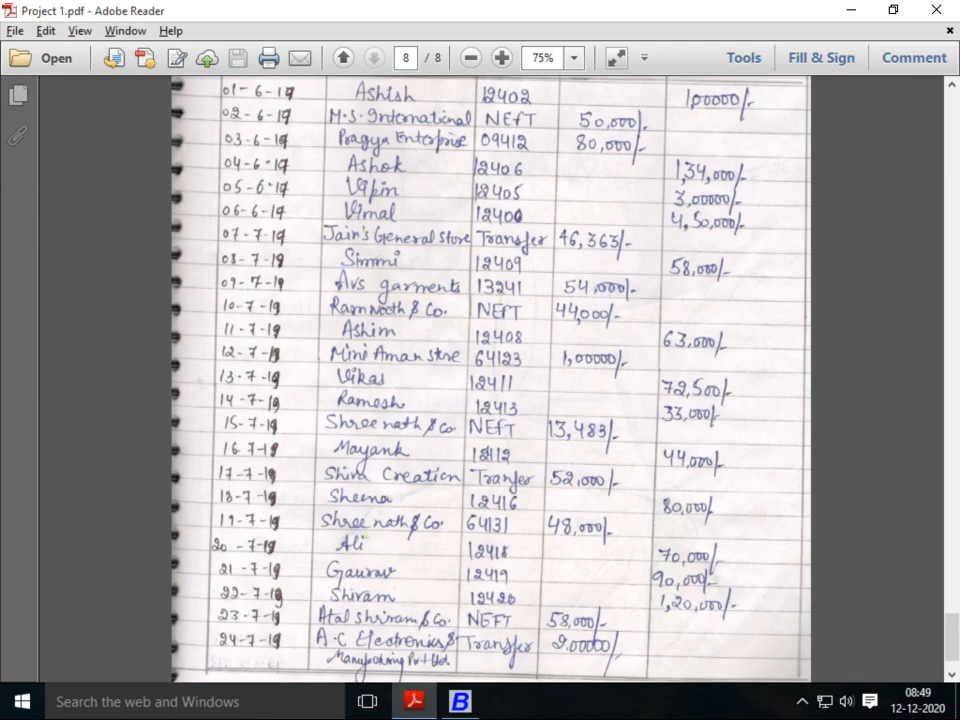 Project 1.pdf - Adobe Reader
File Edit View Window Help
Open 8 / 8 75% Tools Fill & Sign Comment
01-6-19 Ashish 12402 100000/-
02-6-19 M.S. International NEFT 50,000/-
03-6-19 Pragya Enterprise 09412 80,000/-
04-6-19 Ashok 12406 1,34,000/-
05-6-19 Vipin 12405 3,00000/-
06-6-19 Vimal 12400 4,50,000/-
07-7-19 Jain's General Store Transfer 46,363/-
08-7-19 Simmi 12409 58,000/-
09-7-19 Avs garments 13241 54,000/-
10-7-19 Ramnath & Co. NEFT 44,000/-
11-7-19 Ashim 12408 63,000/-
12-7-19 Mini Aman Store 64123 1,00000/-
13-7-19 Vikas 12411 72,500/-
14-7-19 Ramesh 12413 33,000/-
15-7-19 Shree nath & Co. NEFT 13,483/-
16 7-19 Mayank 44,000/-
17-7-19 Shiva Creation Tranfer 52,000/-
18-7-19 Sheena 12416 80,000/-
19-7-19 Shree nath & Co. 64131 48,000/-
20-7-19 Ali 12418 70,000/-
21-7-19 Gaurav 12419 90,000/-
22-7-19 Shivam 12420 1,20,000/-
23-7-19 Atal Shriram & Co. NEFT 58,000/-
24-7-19 A.C Electronics & Transfer 2,00000/-
Pvt Ltd.
Search the web and Windows B 08:49
12-12-2020